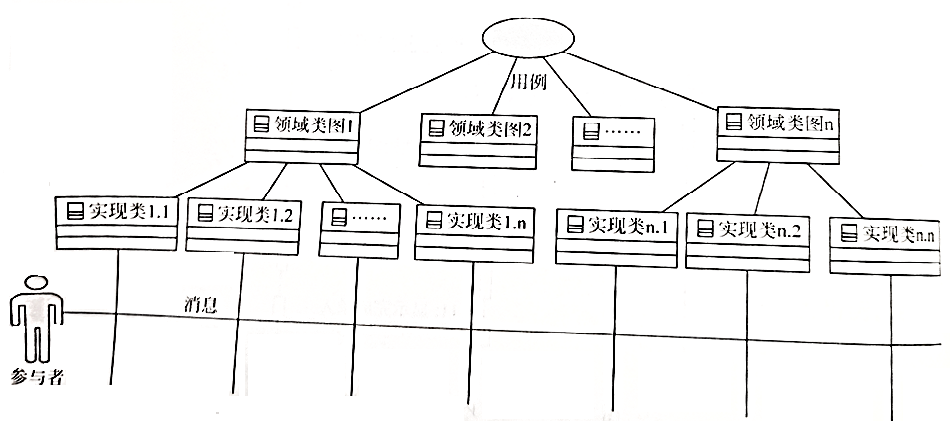 用例
领域类图1
领域类图2
……
领域类图n
实现类1.1
实现类1.2
……
实现类1.n
实现类n.1
实现类n.2
实现类n.n
消息
参与者